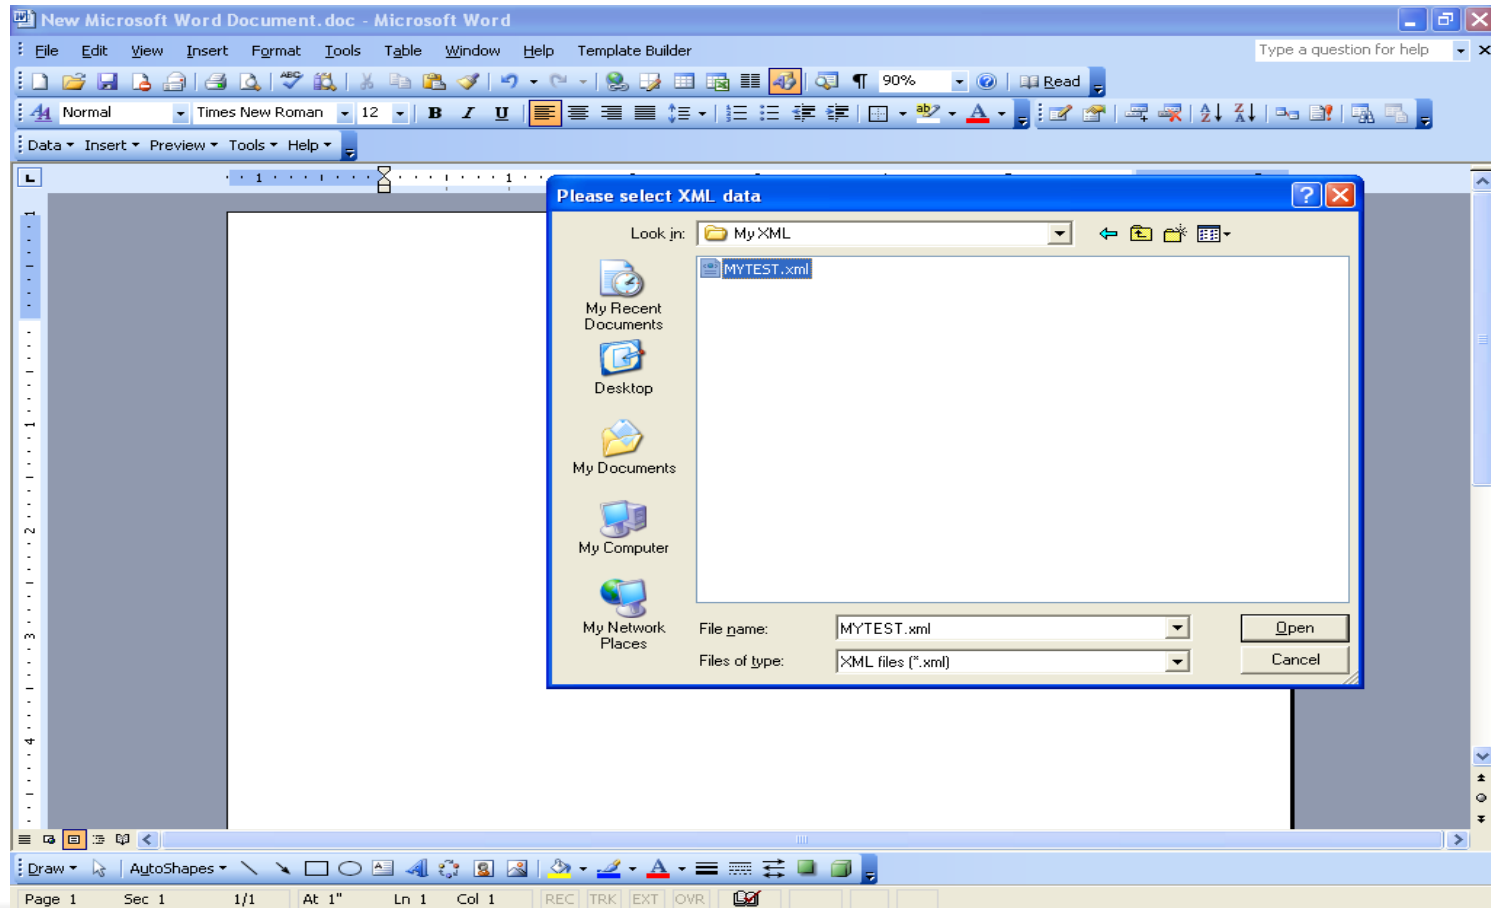 New Microsoft Word Document.doc - Microsoft Word
File Edit View Insert Format Tools Table Window Help Template Builder Type a question for help
90% Read
Normal Times New Roman 12 B I U
Data Insert Preview Tools Help
Please select XML data
Look in: My XML
MYTEST.xml
My Recent
Documents
Desktop
My Documents
My Computer
My Network
Places
File name: MYTEST.xml Open
Files of type: XML files (*.xml) Cancel
Draw AutoShapes
Page 1 Sec 1 1/1 At 1" Ln 1 Col 1 REC TRK EXT OVR